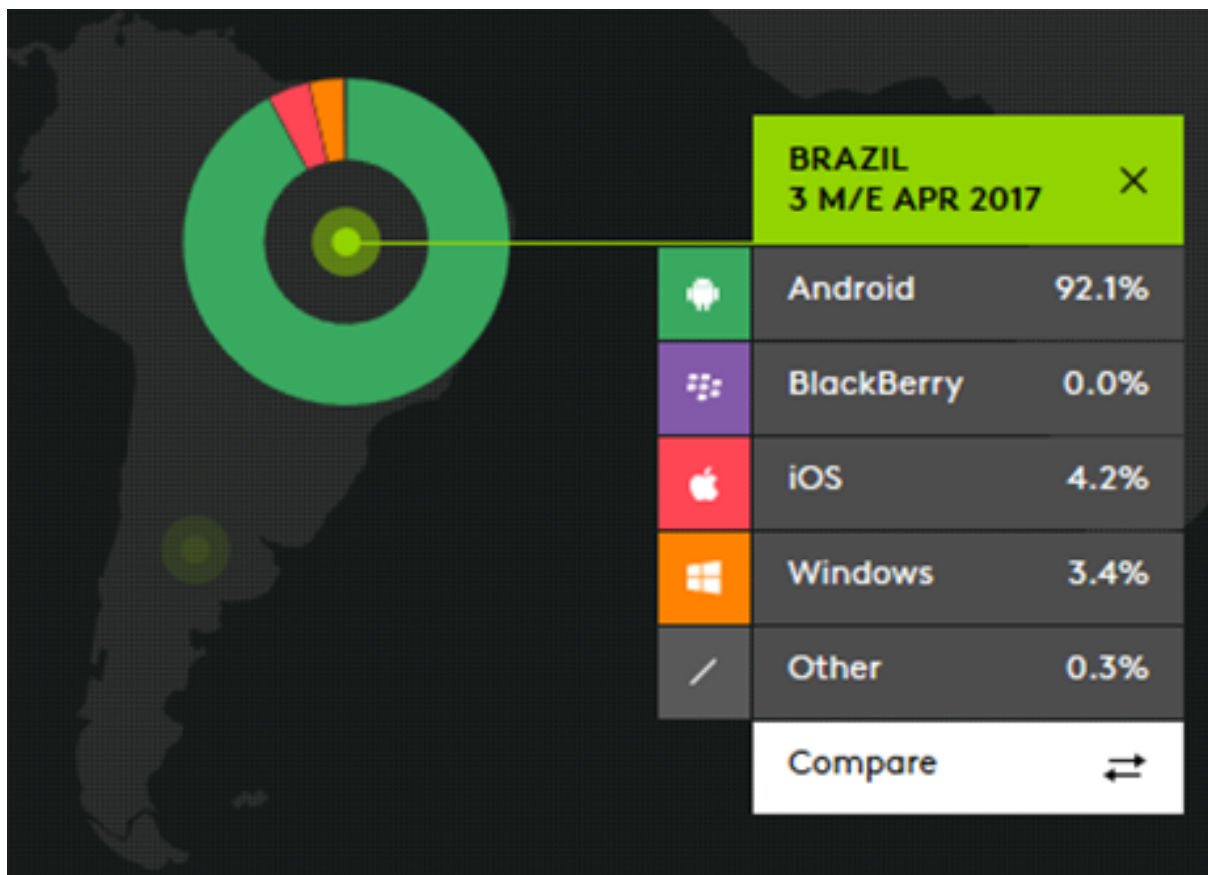 BRAZIL
3 M/E APR 2017
Android 92.1%
BlackBerry 0.0%
iOS 4.2%
Windows 3.4%
Other 0.3%
Compare